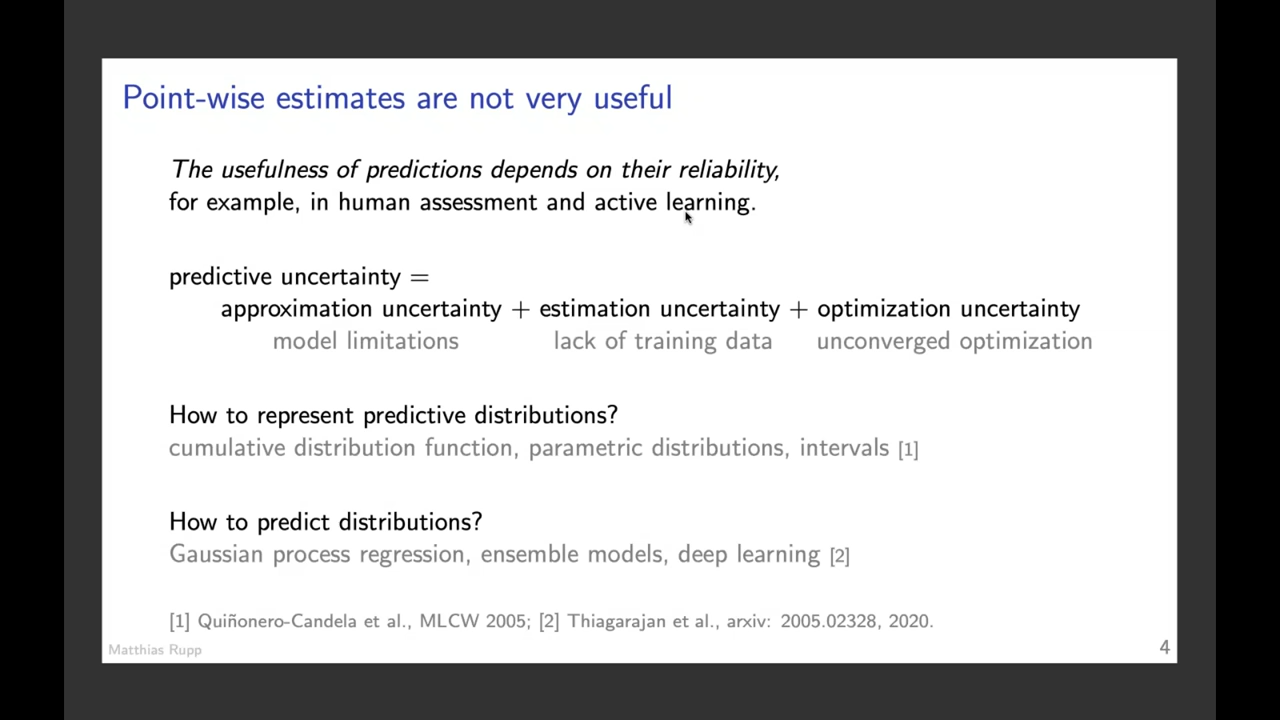 Point-wise estimates are not very useful
The usefulness of predictions depends on their reliability,
for example, in human assessment and active learning.
predictive uncertainty =
approximation uncertainty + estimation uncertainty + optimization uncertainty
model limitations lack of training data unconverged optimization
How to represent predictive distributions?
cumulative distribution function, parametric distributions, intervals [1]
How to predict distributions?
Gaussian process regression, ensemble models, deep learning [2]
[1] Quiñonero-Candela et al., MLCW 2005; [2] Thiagarajan et al., arxiv: 2005.02328, 2020.
Matthias Rupp 4